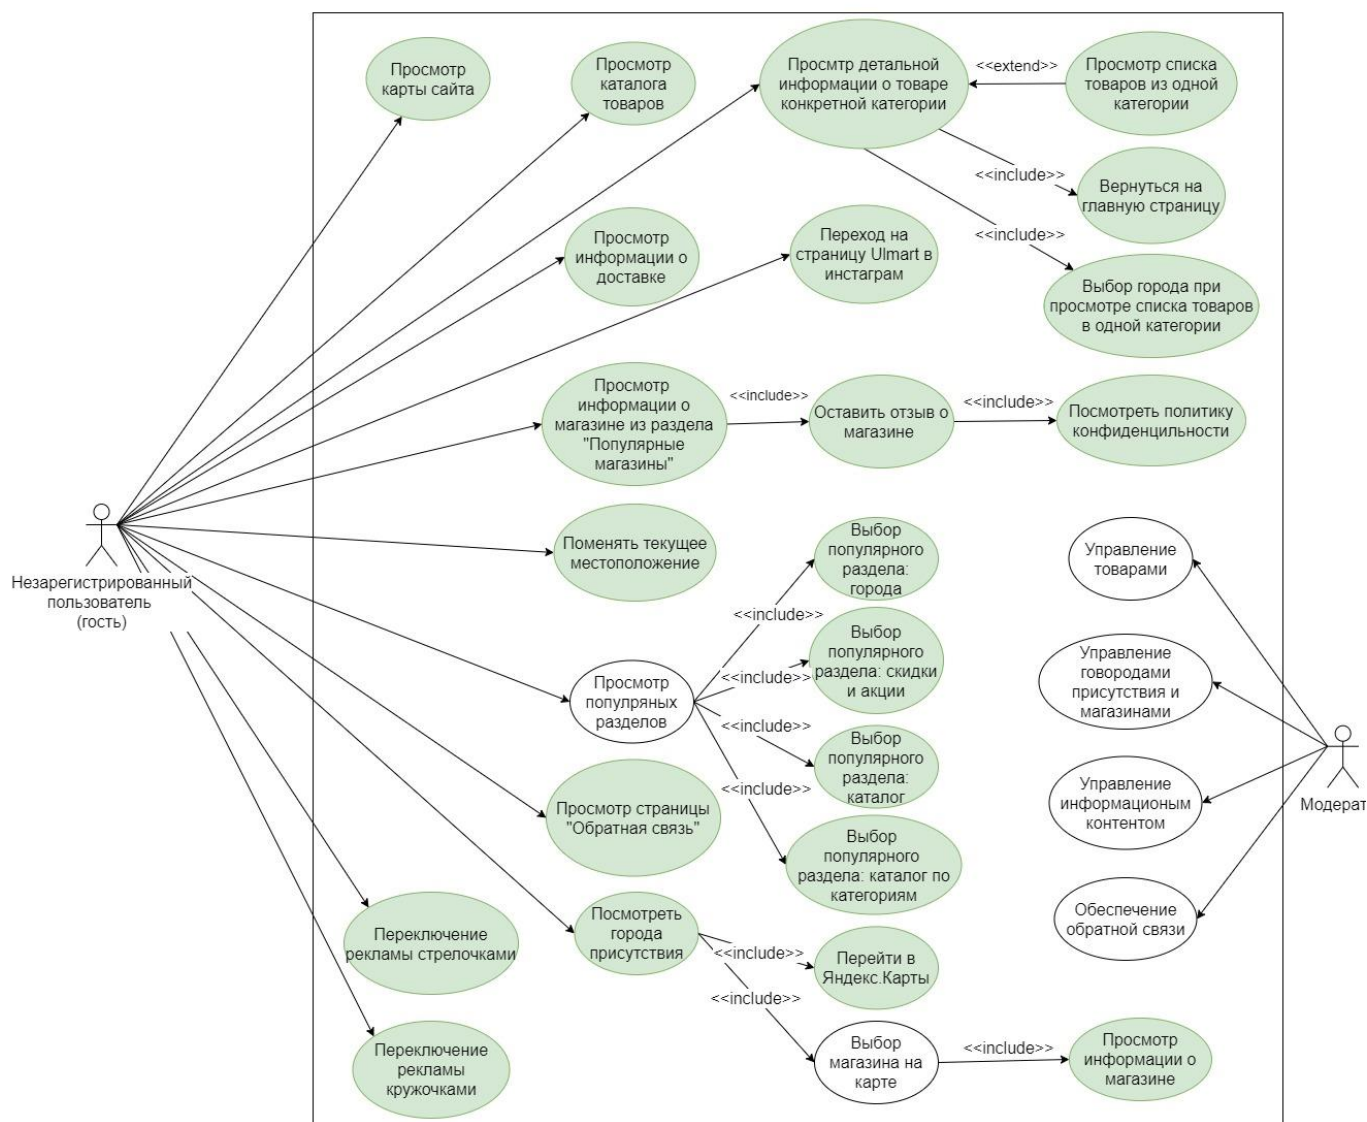 Просмотр
карты сайта
Просмотр
каталога
товаров
Просмтр детальной
информации о товаре
конкретной категории
<<extend>>
Просмотр списка
товаров из одной
категории
<<include>>
Вернуться на
главную страницу
<<include>>
Выбор города при
просмотре списка товаров
в одной категории
Просмотр
информации о
доставке
Переход на
страницу Ulmart в
инстаграм
Просмотр
информации о
магазине из раздела
"Популярные
магазины"
<<include>>
Оставить отзыв о
магазине
<<include>>
Посмотреть политику
конфиденцильности
Незарегистрированный
пользователь
(гость)
Поменять текущее
местоположение
Выбор
популярного
раздела:
города
<<include>>
Выбор
популярного
раздела: скидки
и акции
<<include>>
Просмотр
популряных
разделов
<<include>>
Выбор
популярного
раздела:
каталог
<<include>>
Выбор
популярного
раздела: каталог по
категориям
Управление
товарами
Управление
говородами
присутствия и
магазинами
Управление
информационым
контентом
Обеспечение
обратной связи
Модерат
Просмотр страницы
"Обратная связь"
Переключение
рекламы стрелочками
Посмотреть
города
присутствия
<<include>>
Перейти в
Яндекс.Карты
<<include>>
Выбор
магазина на
карте
<<include>>
Просмотр
информации о
магазине
Переключение
рекламы
кружочками